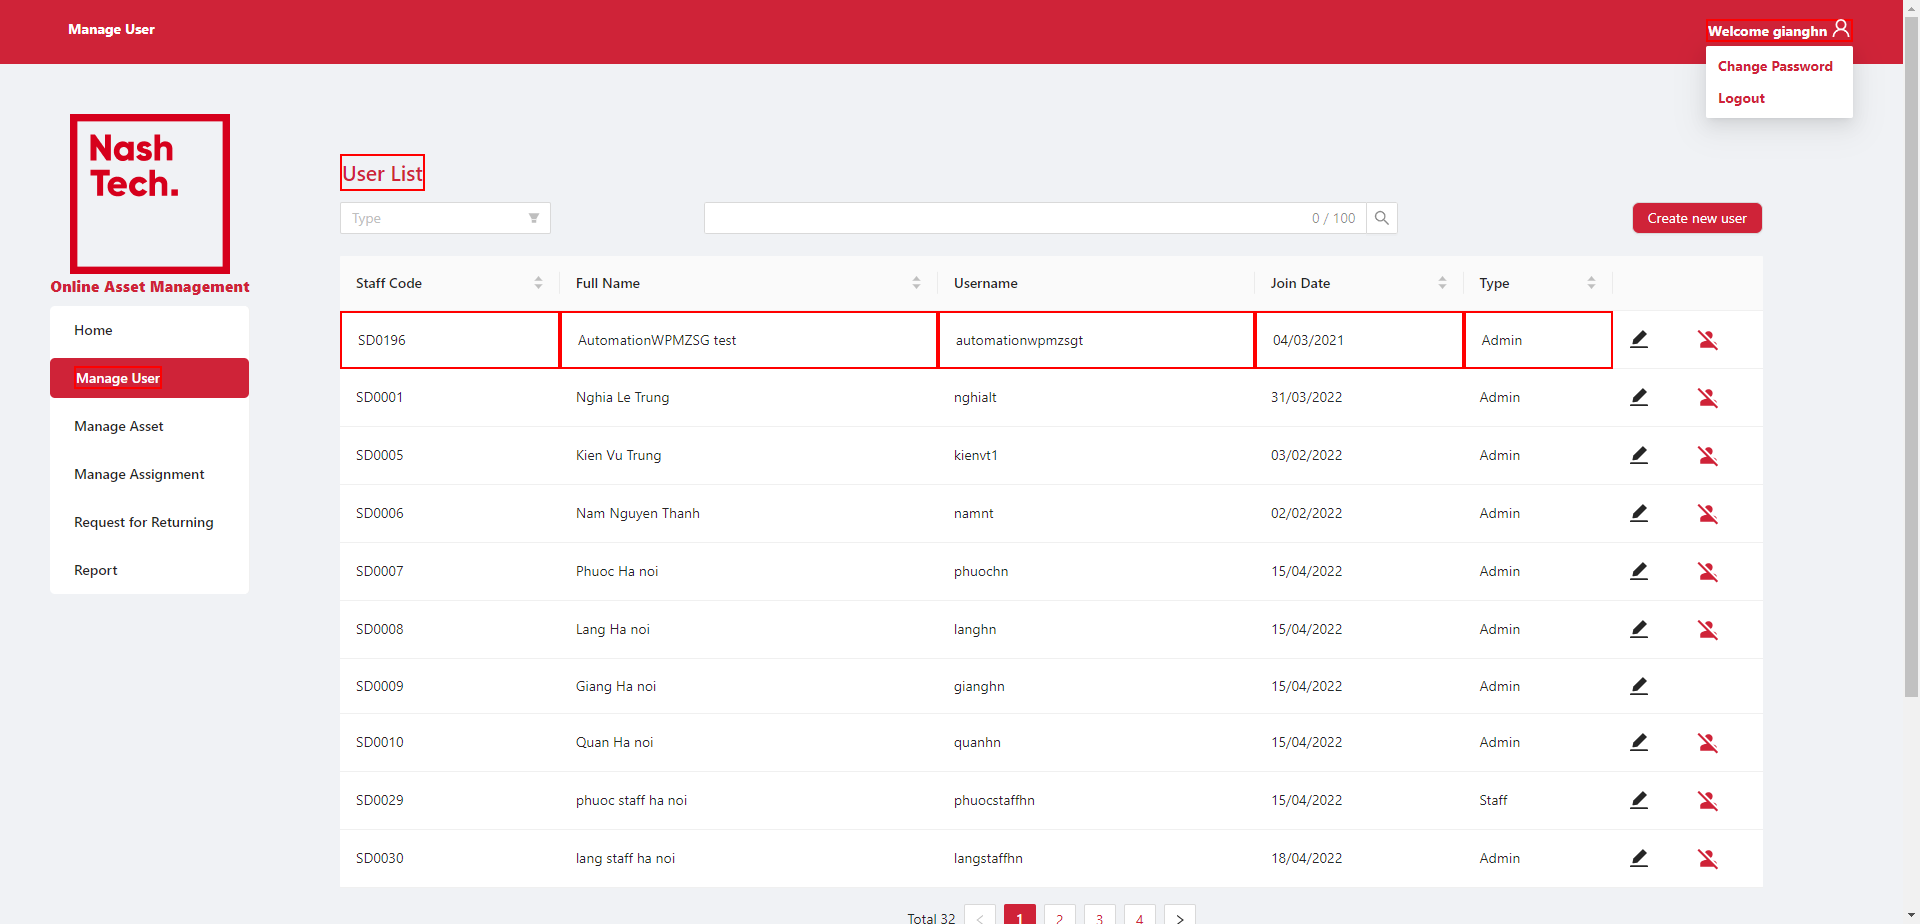 Manage User
Welcome gianghn
Change Password
Logout
Nash
Tech.
Online Asset Management
Home
Manage User
Manage Asset
Manage Assignment
Request for Returning
Report
User List
Type
0 / 100
Create new user
Staff Code Full Name Username Join Date Type
SD0196 AutomationWPMZSG test automationwpmzsgt 04/03/2021 Admin
SD0001 Nghia Le Trung nghialt 31/03/2022 Admin
SD0005 Kien Vu Trung kienvt1 03/02/2022 Admin
SD0006 Nam Nguyen Thanh namnt 02/02/2022 Admin
SD0007 Phuoc Ha noi phuochn 15/04/2022 Admin
SD0008 Lang Ha noi langhn 15/04/2022 Admin
SD0009 Giang Ha noi gianghn 15/04/2022 Admin
SD0010 Quan Ha noi quanhn 15/04/2022 Admin
SD0029 phuoc staff ha noi phuocstaffhn 15/04/2022 Staff
SD0030 lang staff ha noi langstaffhn 18/04/2022 Admin
Total 32 < 1 2 3 4 >